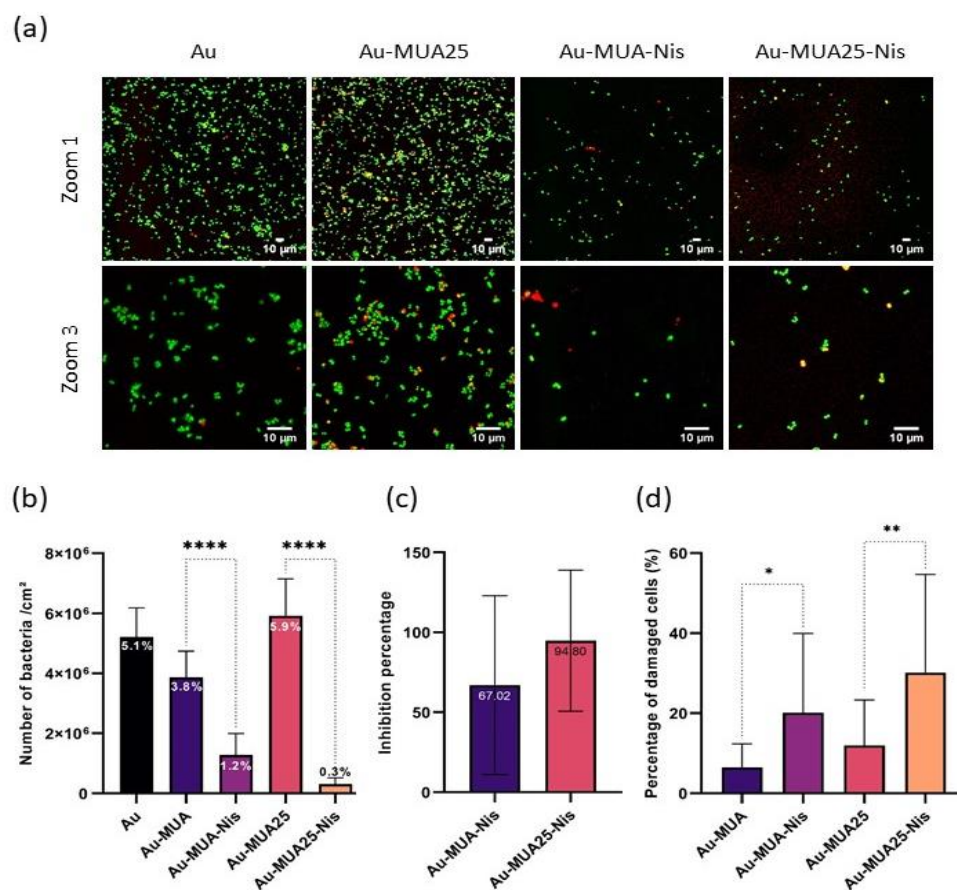 (a)
Au Au-MUA25 Au-MUA-Nis Au-MUA25-Nis
Zoom 1
10 µm 10 µm 10 µm 10 µm
Zoom 3
10 µm 10 µm 10 µm 10 µm
(b)
Number of bacteria /cm²
8×10⁶
6×10⁶
4×10⁶
2×10⁶
0
**** ****
5.1% 3.8% 1.2% 5.9% 0.3%
Au Au-MUA Au-MUA-Nis Au-MUA25 Au-MUA25-Nis
(c)
Inhibition percentage
150
100
50
0
67.02 94.80
Au-MUA-Nis Au-MUA25-Nis
(d)
Percentage of damaged cells (%)
60
40
20
0
* **
Au-MUA Au-MUA-Nis Au-MUA25 Au-MUA25-Nis